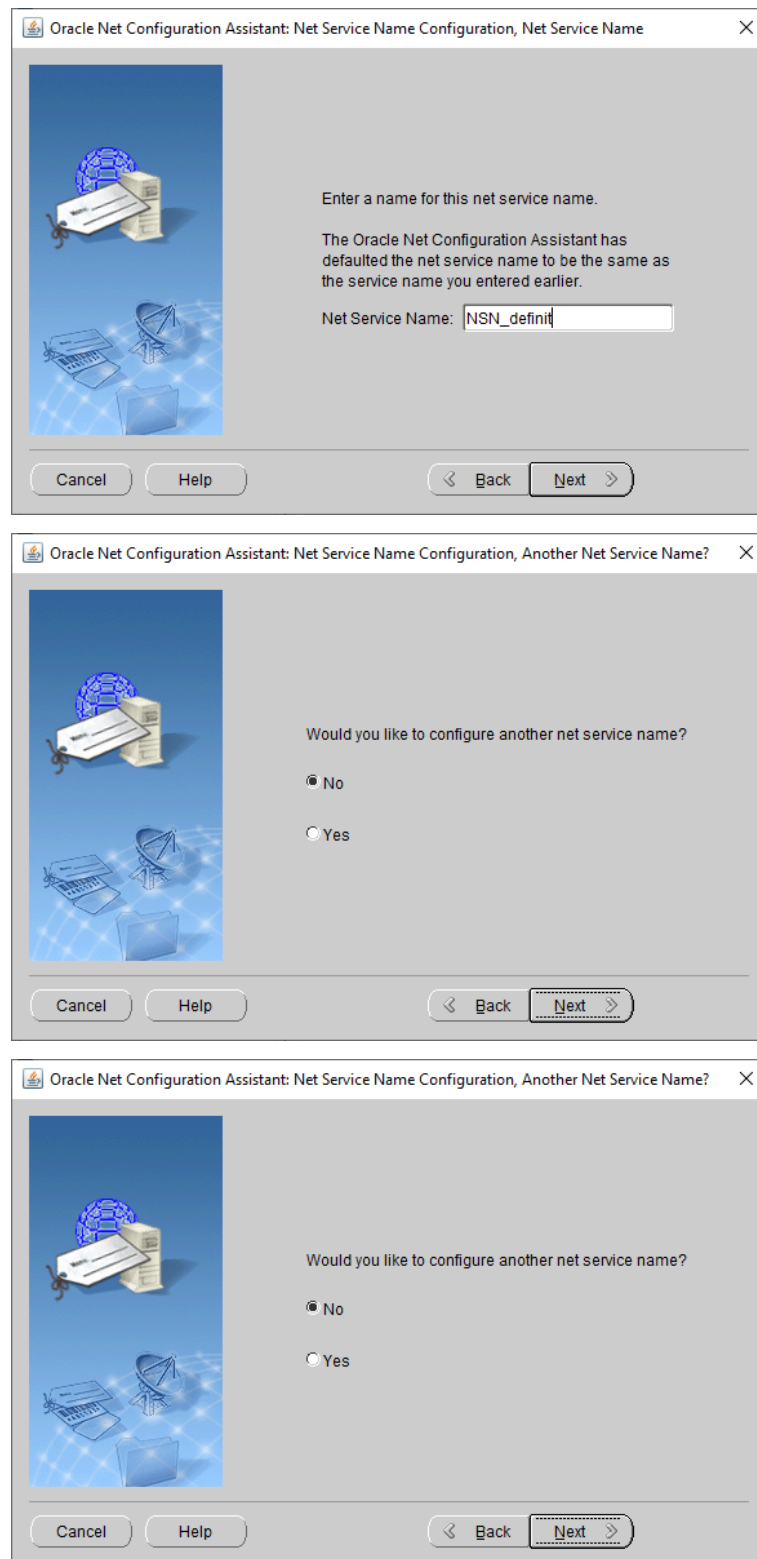 Oracle Net Configuration Assistant: Net Service Name Configuration, Net Service Name
Enter a name for this net service name.
The Oracle Net Configuration Assistant has
defaulted the net service name to be the same as
the service name you entered earlier.
Net Service Name: NSN_definit
Cancel Help Back Next
Oracle Net Configuration Assistant: Net Service Name Configuration, Another Net Service Name?
Would you like to configure another net service name?
No
Yes
Cancel Help Back Next
Oracle Net Configuration Assistant: Net Service Name Configuration, Another Net Service Name?
Would you like to configure another net service name?
No
Yes
Cancel Help Back Next